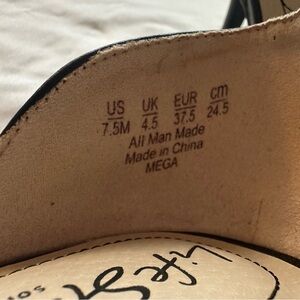 US UK EUR cm
7.5M 4.5 37.5 24.5
All Man Made
Made in China
MEGA